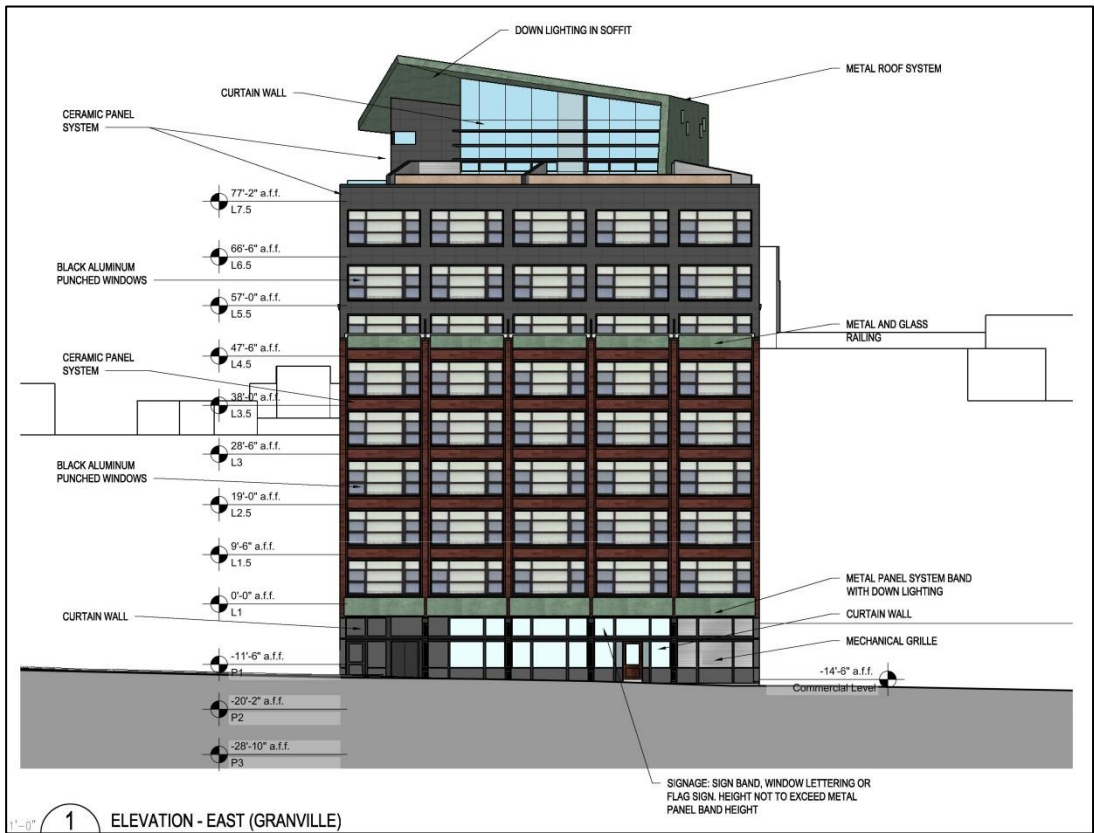 DOWN LIGHTING IN SOFFIT
METAL ROOF SYSTEM
CURTAIN WALL
CERAMIC PANEL
SYSTEM
77'-2" a.f.f.
L7.5
66'-6" a.f.f.
L6.5
BLACK ALUMINUM
PUNCHED WINDOWS
57'-0" a.f.f.
L5.5
METAL AND GLASS
RAILING
47'-6" a.f.f.
L4.5
CERAMIC PANEL
SYSTEM
38'-0" a.f.f.
L3.5
28'-6" a.f.f.
L3
BLACK ALUMINUM
PUNCHED WINDOWS
19'-0" a.f.f.
L2.5
9'-6" a.f.f.
L1.5
METAL PANEL SYSTEM BAND
WITH DOWN LIGHTING
0'-0" a.f.f.
L1
CURTAIN WALL
CURTAIN WALL
MECHANICAL GRILLE
-11'-6" a.f.f.
P1
-14'-6" a.f.f.
Commercial Level
-20'-2" a.f.f.
P2
-28'-10" a.f.f.
P3
SIGNAGE: SIGN BAND, WINDOW LETTERING OR
FLAG SIGN. HEIGHT NOT TO EXCEED METAL
PANEL BAND HEIGHT
1'-0"
1 ELEVATION - EAST (GRANVILLE)